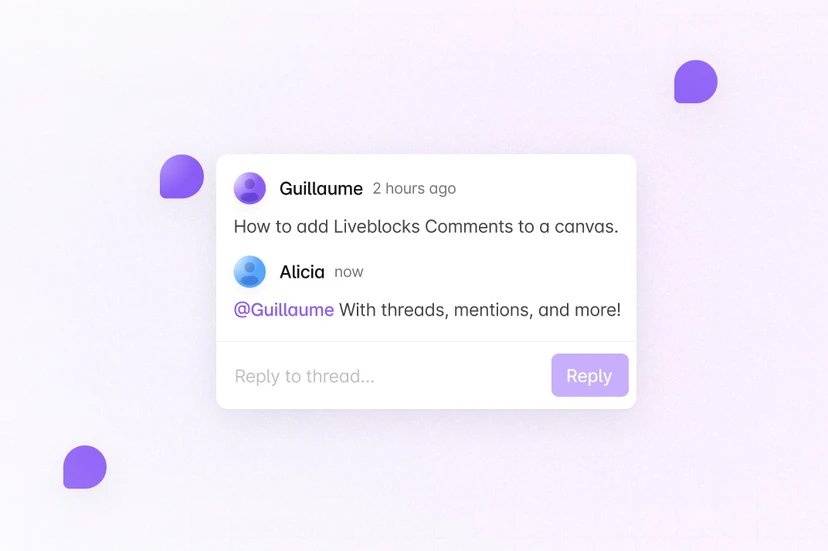 Guillaume 2 hours ago
How to add Liveblocks Comments to a canvas.
Alicia now
@Guillaume With threads, mentions, and more!
Reply to thread...
Reply